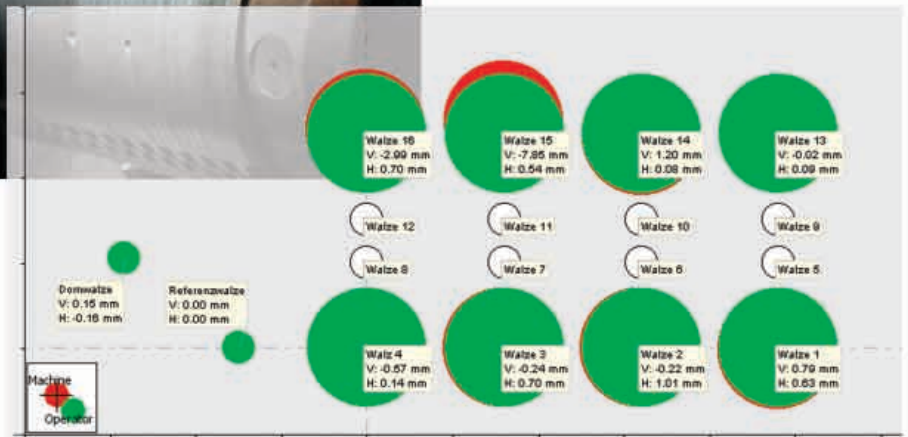 Walze 16
V: -2.99 mm
H: 0.70 mm
Walze 15
V: -7.85 mm
H: 0.54 mm
Walze 14
V: 1.20 mm
H: 0.08 mm
Walze 13
V: -0.02 mm
H: 0.09 mm
Walze 12
Walze 11
Walze 10
Walze 9
Walze 8
Walze 7
Walze 6
Walze 5
Dornwalze
V: 0.15 mm
H: -0.16 mm
Referenzwalze
V: 0.00 mm
H: 0.00 mm
Walz 4
V: -0.57 mm
H: 0.14 mm
Walze 3
V: -0.24 mm
H: 0.70 mm
Walze 2
V: -0.22 mm
H: 1.01 mm
Walze 1
V: 0.79 mm
H: 0.63 mm
Machine
Operator